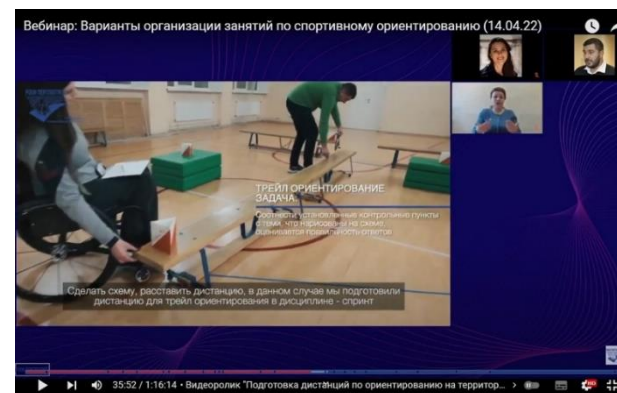 Вебинар: Варианты организации занятий по спортивному ориентированию (14.04.22)
ТРЕЙЛ ОРИЕНТИРОВАНИЕ
ЗАДАЧА
Соотнести установленные контрольные пункты
с теми, что нарисованы на схеме,
оценивается правильность ответов
Сделать схему, расставить дистанцию, в данном случае мы подготовили
дистанцию для трейл ориентирования в дисциплине - спринт
35:52 / 1:16:14 • Видеоролик "Подготовка дистанций по ориентированию на территор...